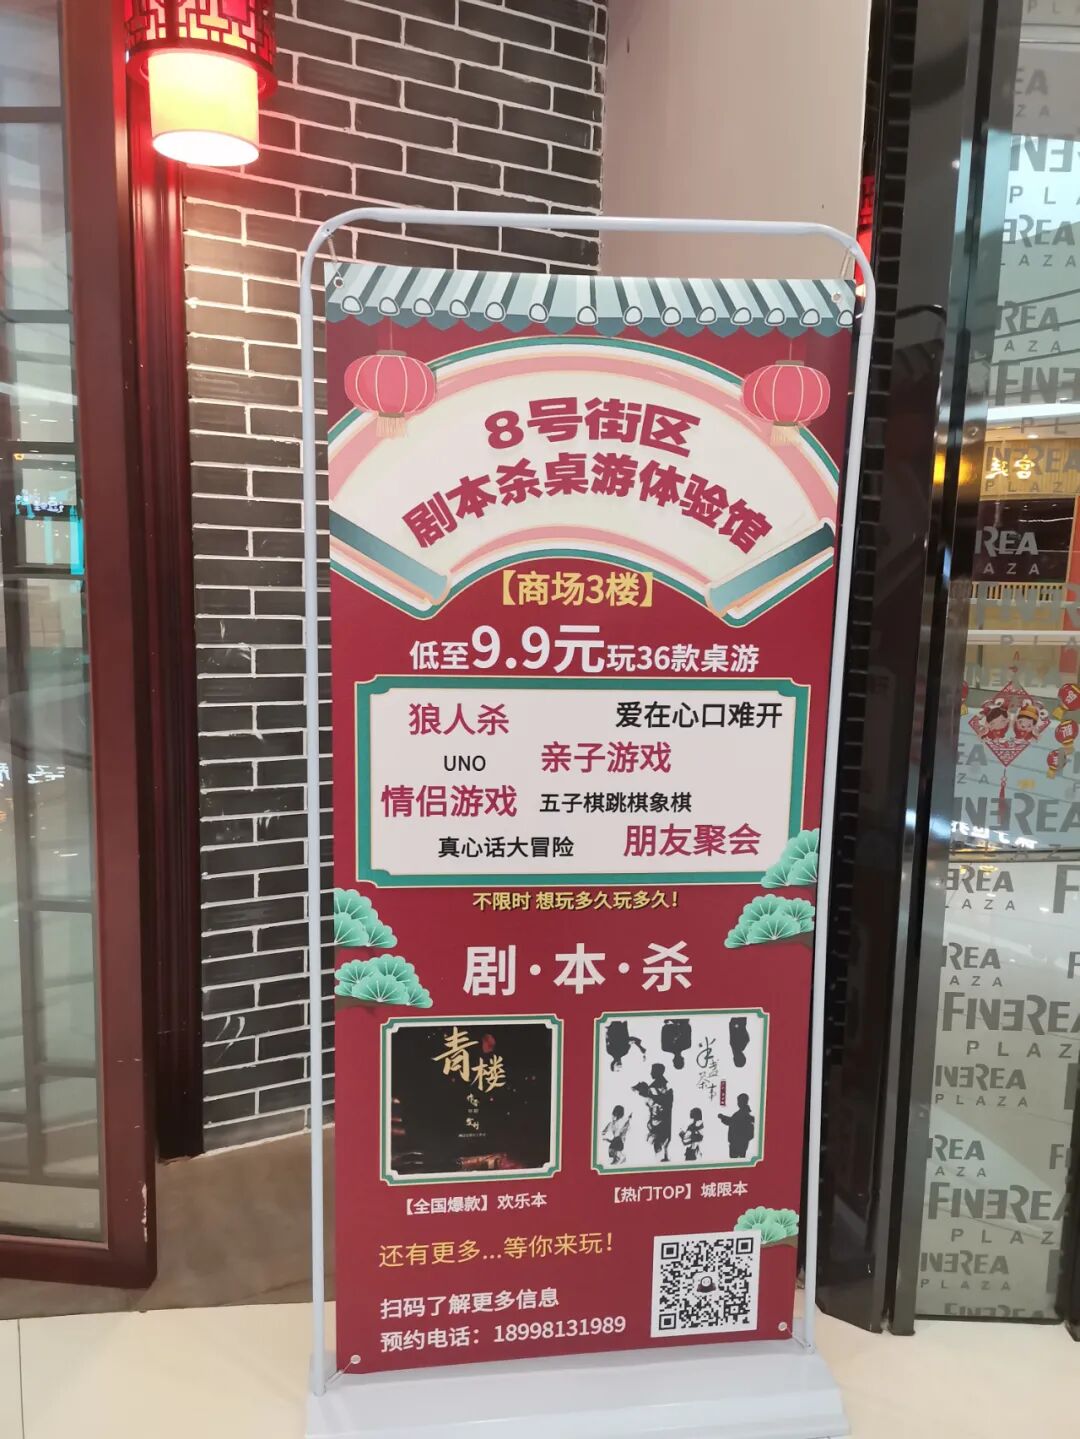 8号街区
剧本杀桌游体验馆
【商场3楼】
低至9.9元玩36款桌游
狼人杀
爱在心口难开
UNO
亲子游戏
情侣游戏
五子棋跳棋象棋
真心话大冒险
朋友聚会
不限时 想玩多久玩多久！
剧·本·杀
青楼
【全国爆款】欢乐本
【热门TOP】城限本
还有更多...等你来玩！
扫码了解更多信息
预约电话：18998131989
FINEREA
PLAZA